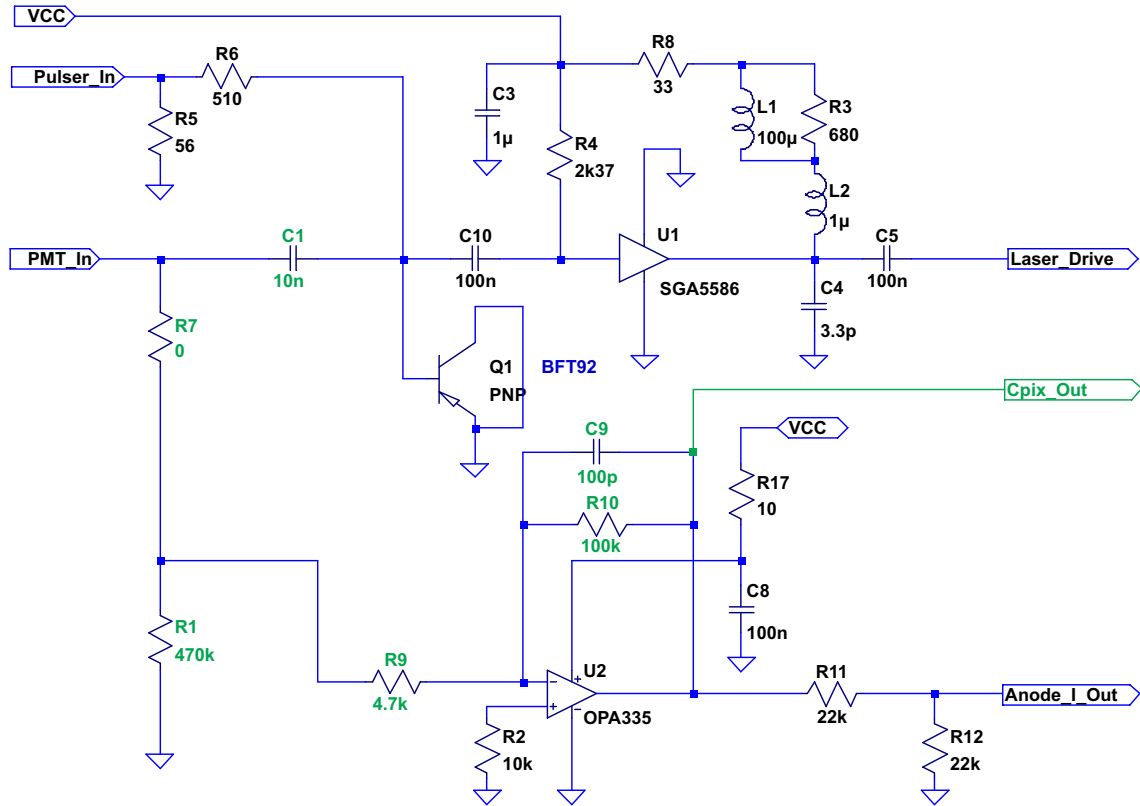 VCC
R8
33
R6
510
Pulser_In
C3
1µ
L1
100µ
R3
680
R5
56
R4
2k37
L2
1µ
C1
10n
C10
100n
U1
SGA5586
C5
100n
PMT_In
Laser_Drive
C4
3.3p
R7
0
Q1
PNP
BFT92
Cpix_Out
C9
100p
VCC
R17
10
R10
100k
C8
100n
R1
470k
R9
4.7k
U2
OPA335
R11
22k
Anode_I_Out
R2
10k
R12
22k